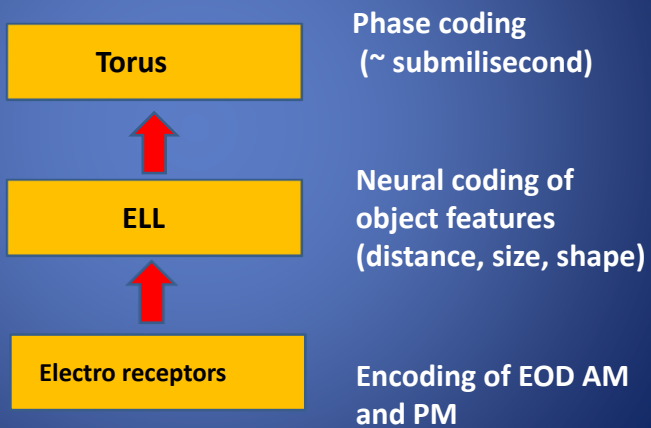 Phase coding
(~ submilisecond)
Torus
Neural coding of
object features
(distance, size, shape)
ELL
Electro receptors
Encoding of EOD AM
and PM